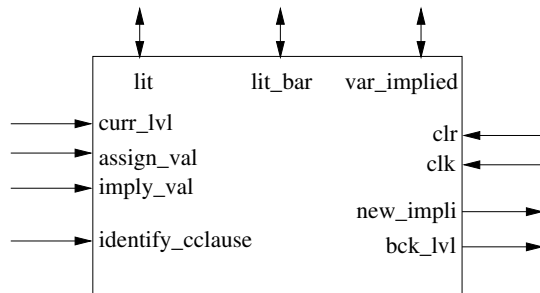 lit lit_bar var_implied
curr_lvl
clr
assign_val
clk
imply_val
new_impli
identify_cclause
bck_lvl